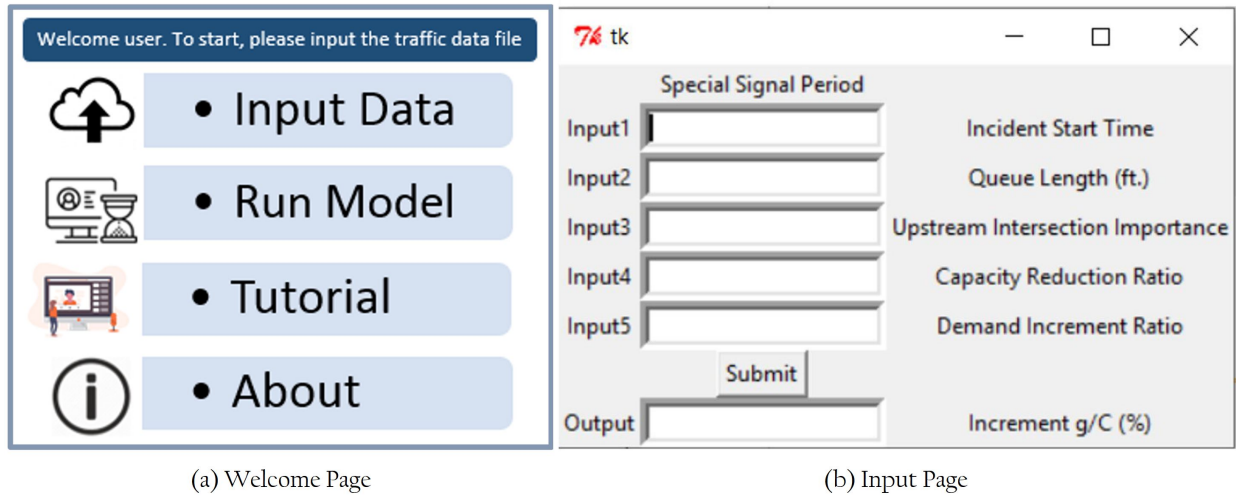 Welcome user. To start, please input the traffic data file
• Input Data
• Run Model
• Tutorial
• About
(a) Welcome Page
tk
Special Signal Period
Input1 Incident Start Time
Input2 Queue Length (ft.)
Input3 Upstream Intersection Importance
Input4 Capacity Reduction Ratio
Input5 Demand Increment Ratio
Submit
Output Increment g/C (%)
(b) Input Page